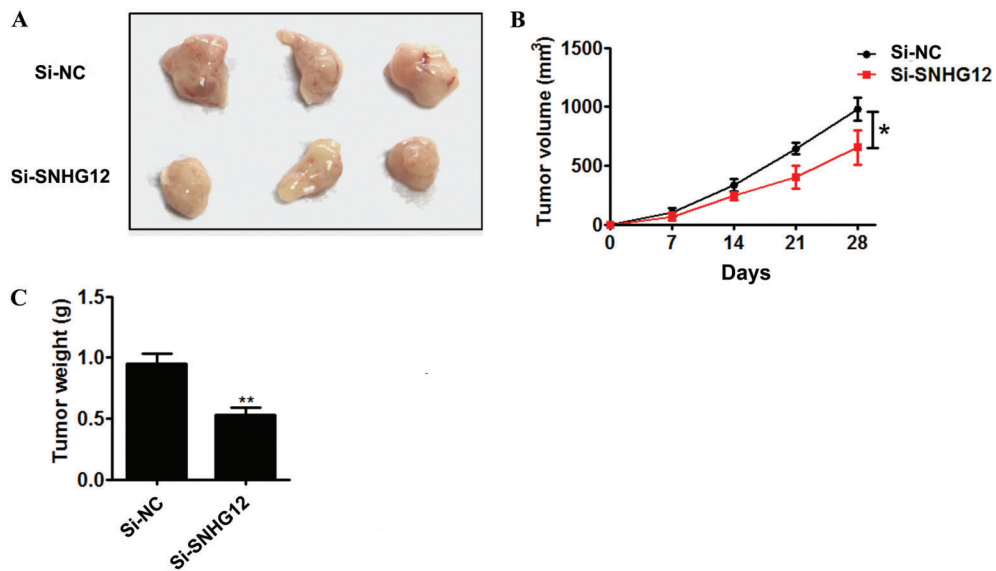 A
Si-NC
Si-SNHG12
B
Tumor volume (mm³)
1500
1000
500
0
0 7 14 21 28
Days
Si-NC
Si-SNHG12
*
C
Tumor weight (g)
1.5
1.0
0.5
0.0
**
Si-NC
Si-SNHG12